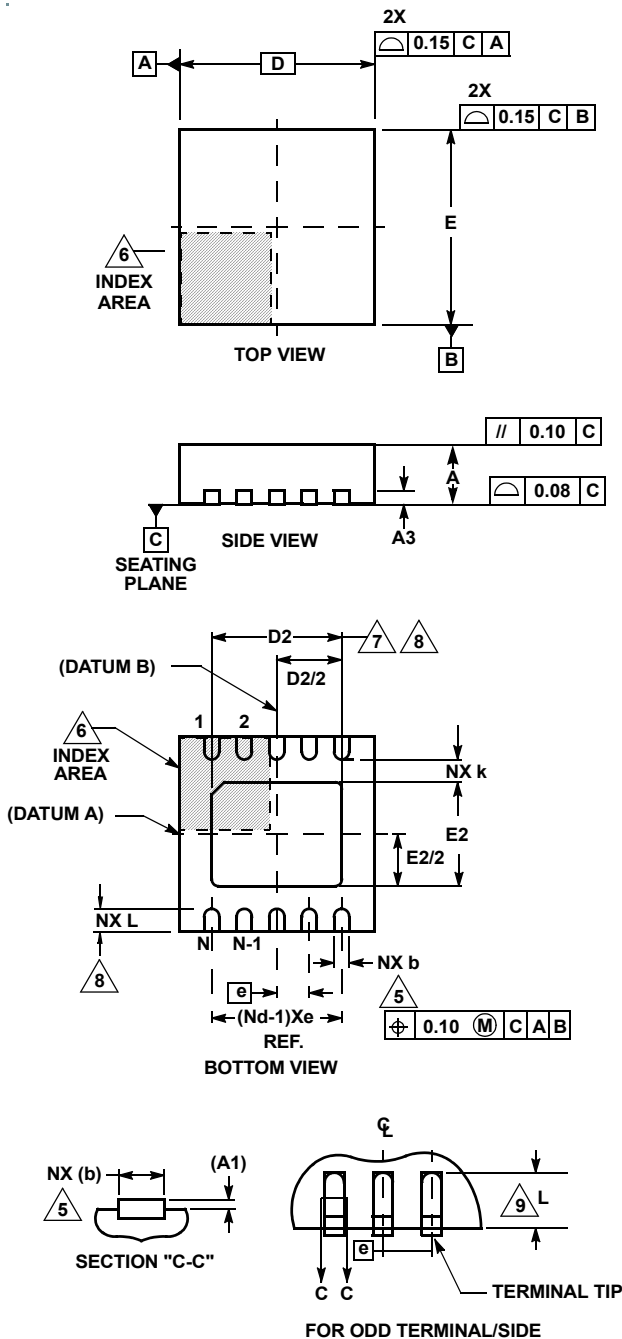 2X
⌓ 0.15 C A
A
D
2X
⌓ 0.15 C B
E
6
INDEX
AREA
TOP VIEW
B
// 0.10 C
A
⌓ 0.08 C
C
SIDE VIEW
A3
SEATING
PLANE
D2
7 8
(DATUM B)
D2/2
1 2
6
INDEX
AREA
NX k
(DATUM A)
E2
E2/2
NX L
N N-1
8
NX b
e
5
(Nd-1)Xe
⌖ 0.10 Ⓜ C A B
REF.
BOTTOM VIEW
℄
NX (b)
(A1)
5
9 L
SECTION "C-C"
e
C C
TERMINAL TIP
FOR ODD TERMINAL/SIDE